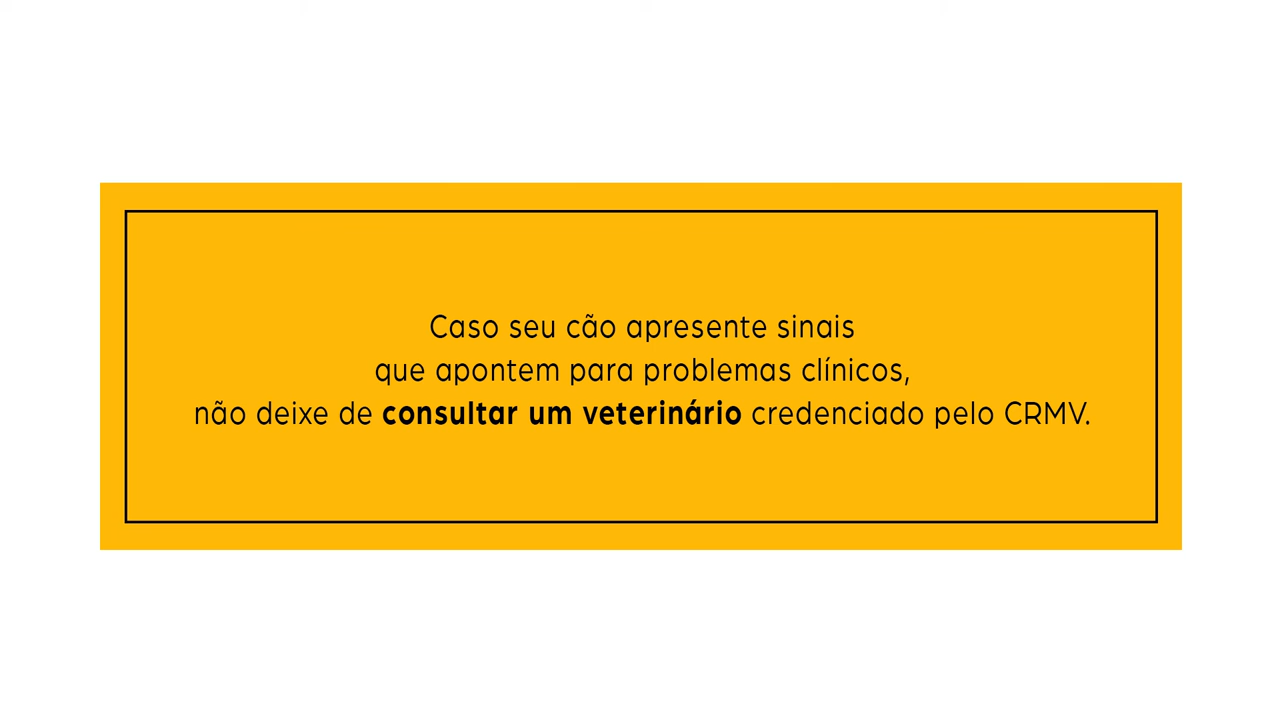 Caso seu cão apresente sinais
que apontem para problemas clínicos,
não deixe de consultar um veterinário credenciado pelo CRMV.